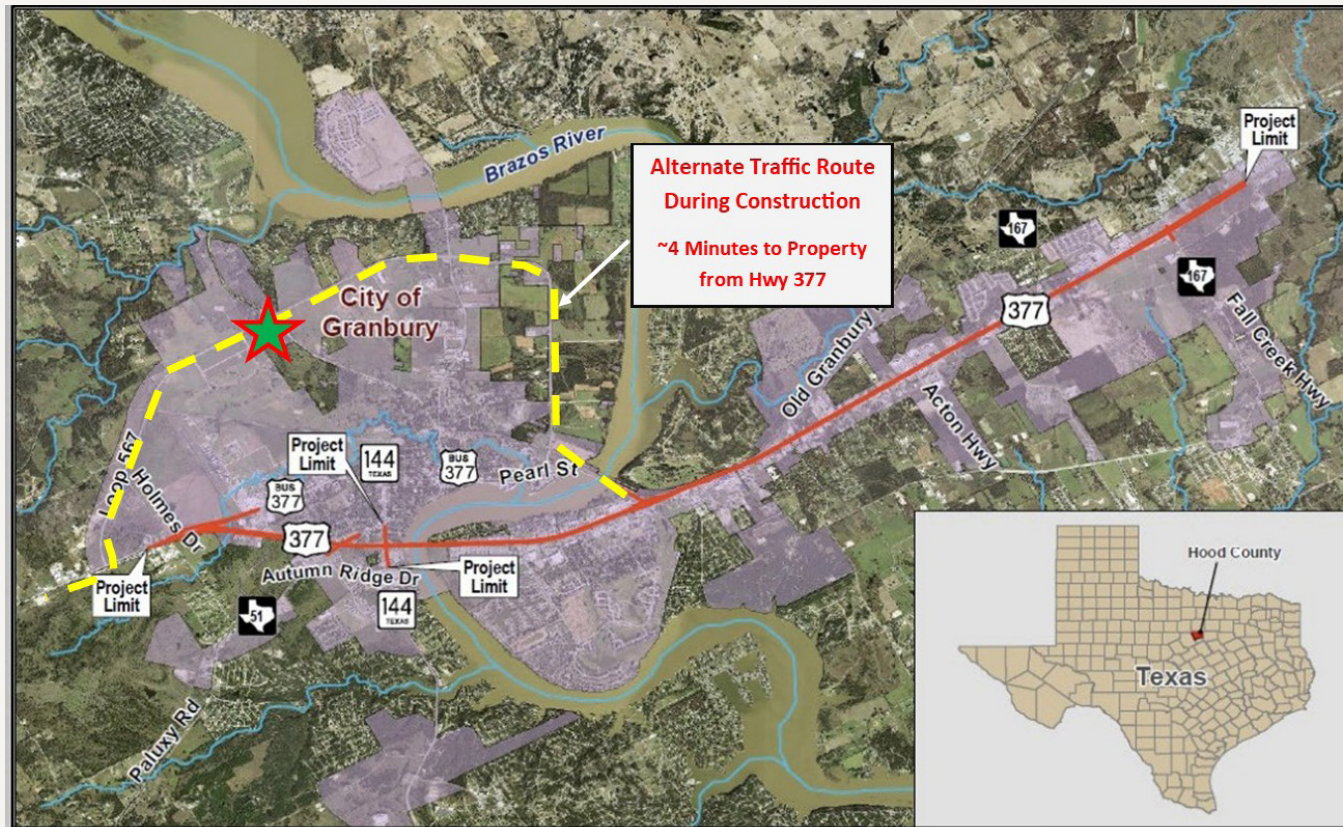 Brazos River
Alternate Traffic Route
During Construction
~4 Minutes to Property
from Hwy 377
Project
Limit
167
167
377
Fall Creek Hwy
City of
Granbury
Old Granbury
Acton Hwy
Loop 567
Holmes Dr
Project
Limit
144
TEXAS
BUS
377
Pearl St
BUS
377
377
Project
Limit
Autumn Ridge Dr
Project
Limit
51
144
TEXAS
Paluxy Rd
Hood County
Texas